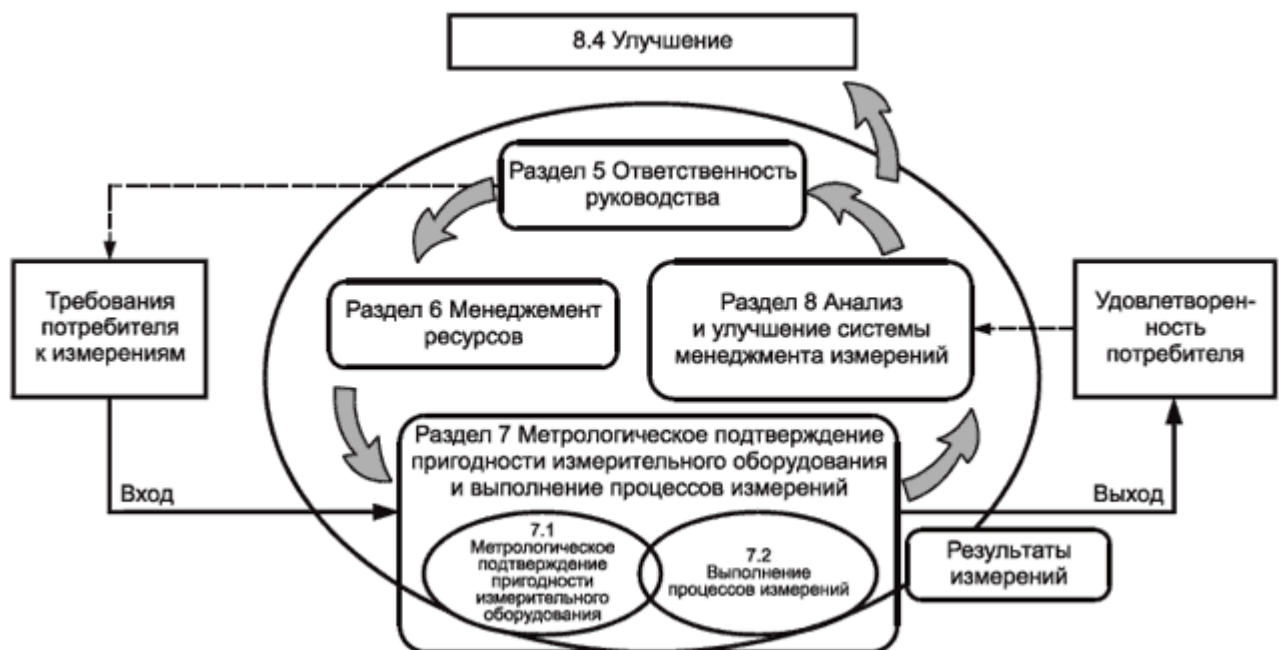 8.4 Улучшение
Раздел 5 Ответственность
руководства
Требования
потребителя
к измерениям
Раздел 6 Менеджемент
ресурсов
Раздел 8 Анализ
и улучшение системы
менеджмента измерений
Удовлетворен-
ность
потребителя
Раздел 7 Метрологическое подтверждение
пригодности измерительного оборудования
и выполнение процессов измерений
Вход
Выход
7.1
Метрологическое
подтверждение
пригодности
измерительного
оборудования
7.2
Выполнение
процессов измерений
Результаты
измерений